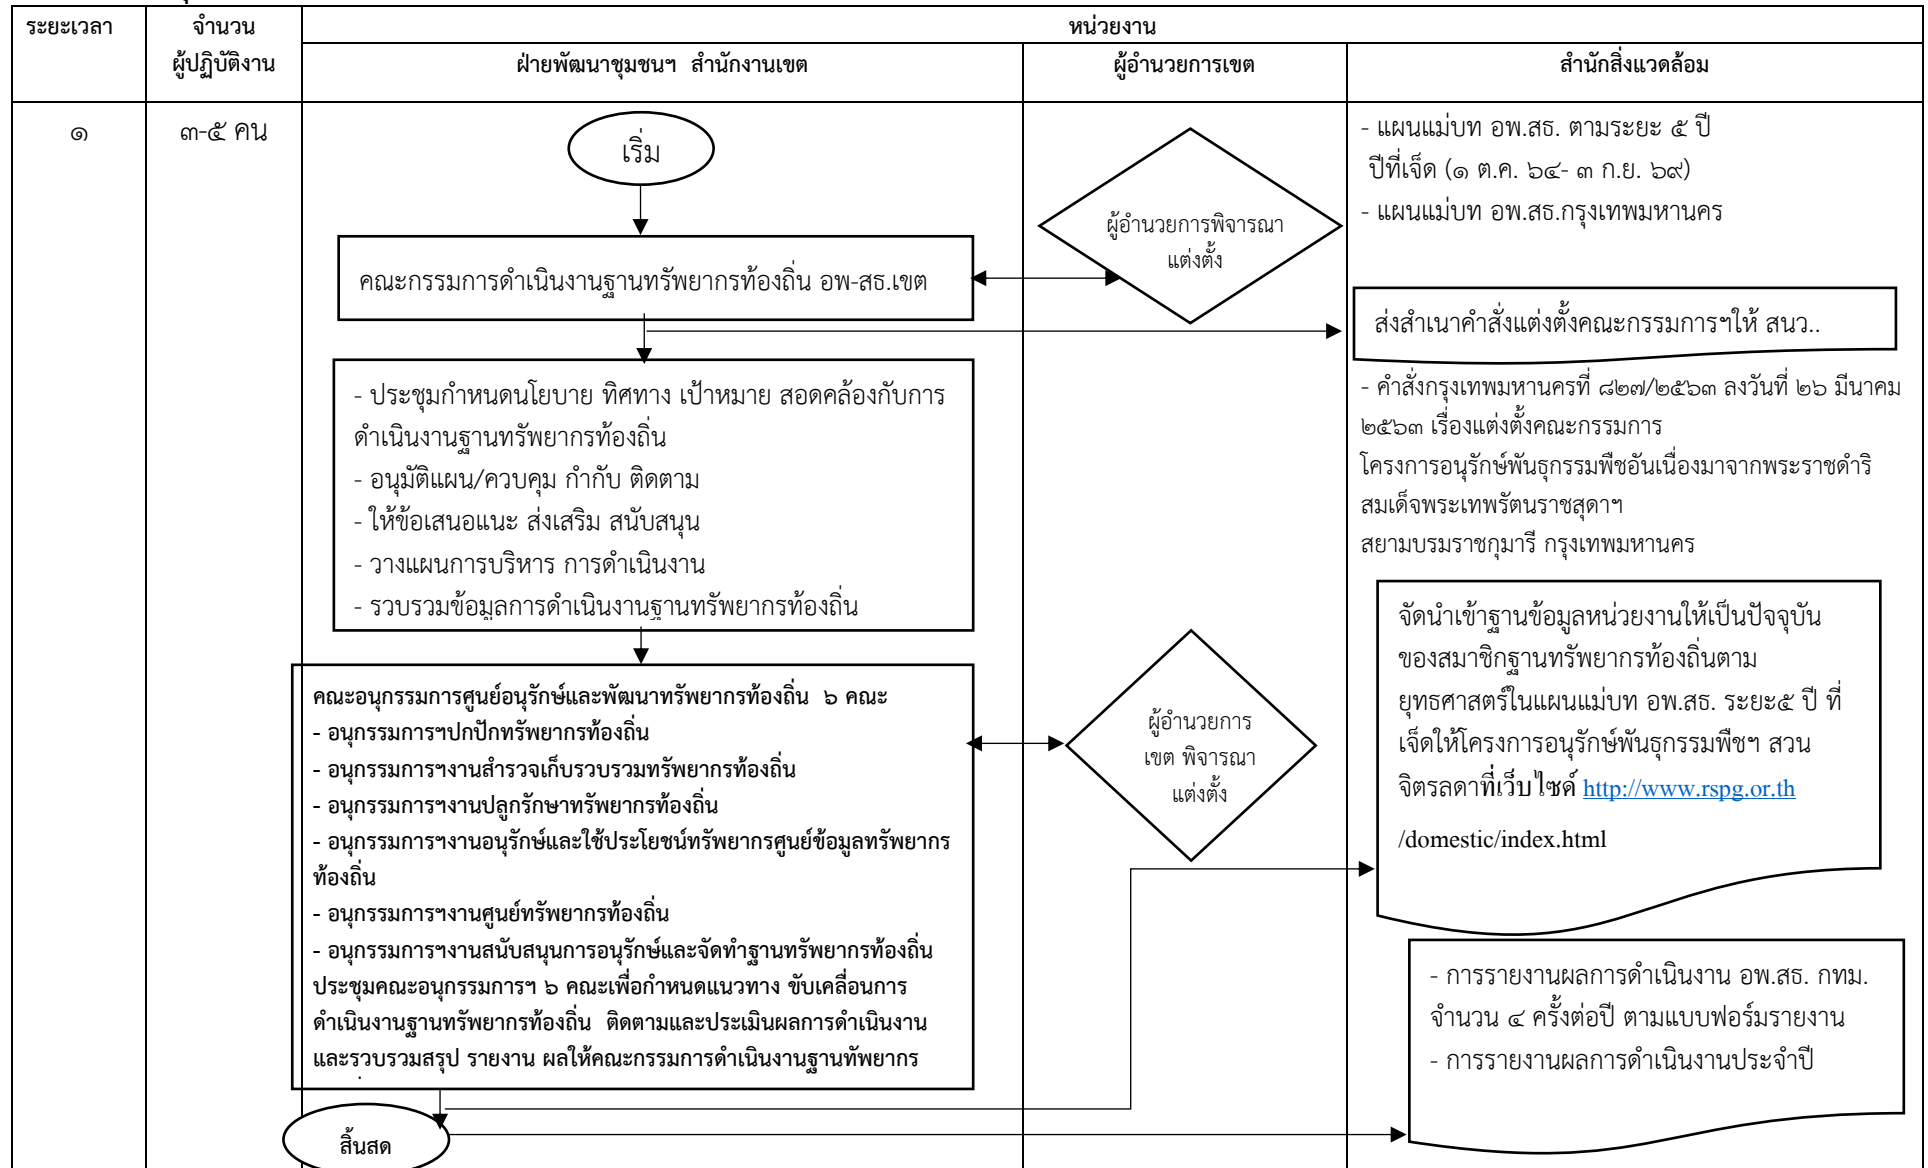 ระยะเวลา
จำนวน
ผู้ปฏิบัติงาน
หน่วยงาน
ฝ่ายพัฒนาชุมชนฯ สำนักงานเขต
ผู้อำนวยการเขต
สำนักสิ่งแวดล้อม
๑
๓-๕ คน
เริ่ม
คณะกรรมการดำเนินงานฐานทรัพยากรท้องถิ่น อพ-สธ.เขต
ผู้อำนวยการพิจารณา
แต่งตั้ง
- แผนแม่บท อพ.สธ. ตามระยะ ๕ ปี
ปีที่เจ็ด (๑ ต.ค. ๖๔- ๓ ก.ย. ๖๙)
- แผนแม่บท อพ.สธ.กรุงเทพมหานคร
ส่งสำเนาคำสั่งแต่งตั้งคณะกรรมการฯให้ สนว..
- ประชุมกำหนดนโยบาย ทิศทาง เป้าหมาย สอดคล้องกับการ
ดำเนินงานฐานทรัพยากรท้องถิ่น
- อนุมัติแผน/ควบคุม กำกับ ติดตาม
- ให้ข้อเสนอแนะ ส่งเสริม สนับสนุน
- วางแผนการบริหาร การดำเนินงาน
- รวบรวมข้อมูลการดำเนินงานฐานทรัพยากรท้องถิ่น
- คำสั่งกรุงเทพมหานครที่ ๘๒๗/๒๕๖๓ ลงวันที่ ๒๖ มีนาคม
๒๕๖๓ เรื่องแต่งตั้งคณะกรรมการ
โครงการอนุรักษ์พันธุกรรมพืชอันเนื่องมาจากพระราชดำริ
สมเด็จพระเทพรัตนราชสุดาฯ
สยามบรมราชกุมารี กรุงเทพมหานคร
คณะอนุกรรมการศูนย์อนุรักษ์และพัฒนาทรัพยากรท้องถิ่น ๖ คณะ
- อนุกรรมการฯปกปักทรัพยากรท้องถิ่น
- อนุกรรมการฯงานสำรวจเก็บรวบรวมทรัพยากรท้องถิ่น
- อนุกรรมการฯงานปลูกรักษาทรัพยากรท้องถิ่น
- อนุกรรมการฯงานอนุรักษ์และใช้ประโยชน์ทรัพยากรศูนย์ข้อมูลทรัพยากร
ท้องถิ่น
- อนุกรรมการฯงานศูนย์ทรัพยากรท้องถิ่น
- อนุกรรมการฯงานสนับสนุนการอนุรักษ์และจัดทำฐานทรัพยากรท้องถิ่น
ประชุมคณะอนุกรรมการฯ ๖ คณะเพื่อกำหนดแนวทาง ขับเคลื่อนการ
ดำเนินงานฐานทรัพยากรท้องถิ่น ติดตามและประเมินผลการดำเนินงาน
และรวบรวมสรุป รายงาน ผลให้คณะกรรมการดำเนินงานฐานทัพยากร
ผู้อำนวยการ
เขต พิจารณา
แต่งตั้ง
จัดนำเข้าฐานข้อมูลหน่วยงานให้เป็นปัจจุบัน
ของสมาชิกฐานทรัพยากรท้องถิ่นตาม
ยุทธศาสตร์ในแผนแม่บท อพ.สธ. ระยะ๕ ปี ที่
เจ็ดให้โครงการอนุรักษ์พันธุกรรมพืชฯ สวน
จิตรลดาที่เว็บไซด์ http://www.rspg.or.th
/domestic/index.html
- การรายงานผลการดำเนินงาน อพ.สธ. กทม.
จำนวน ๔ ครั้งต่อปี ตามแบบฟอร์มรายงาน
- การรายงานผลการดำเนินงานประจำปี
สิ้นสด